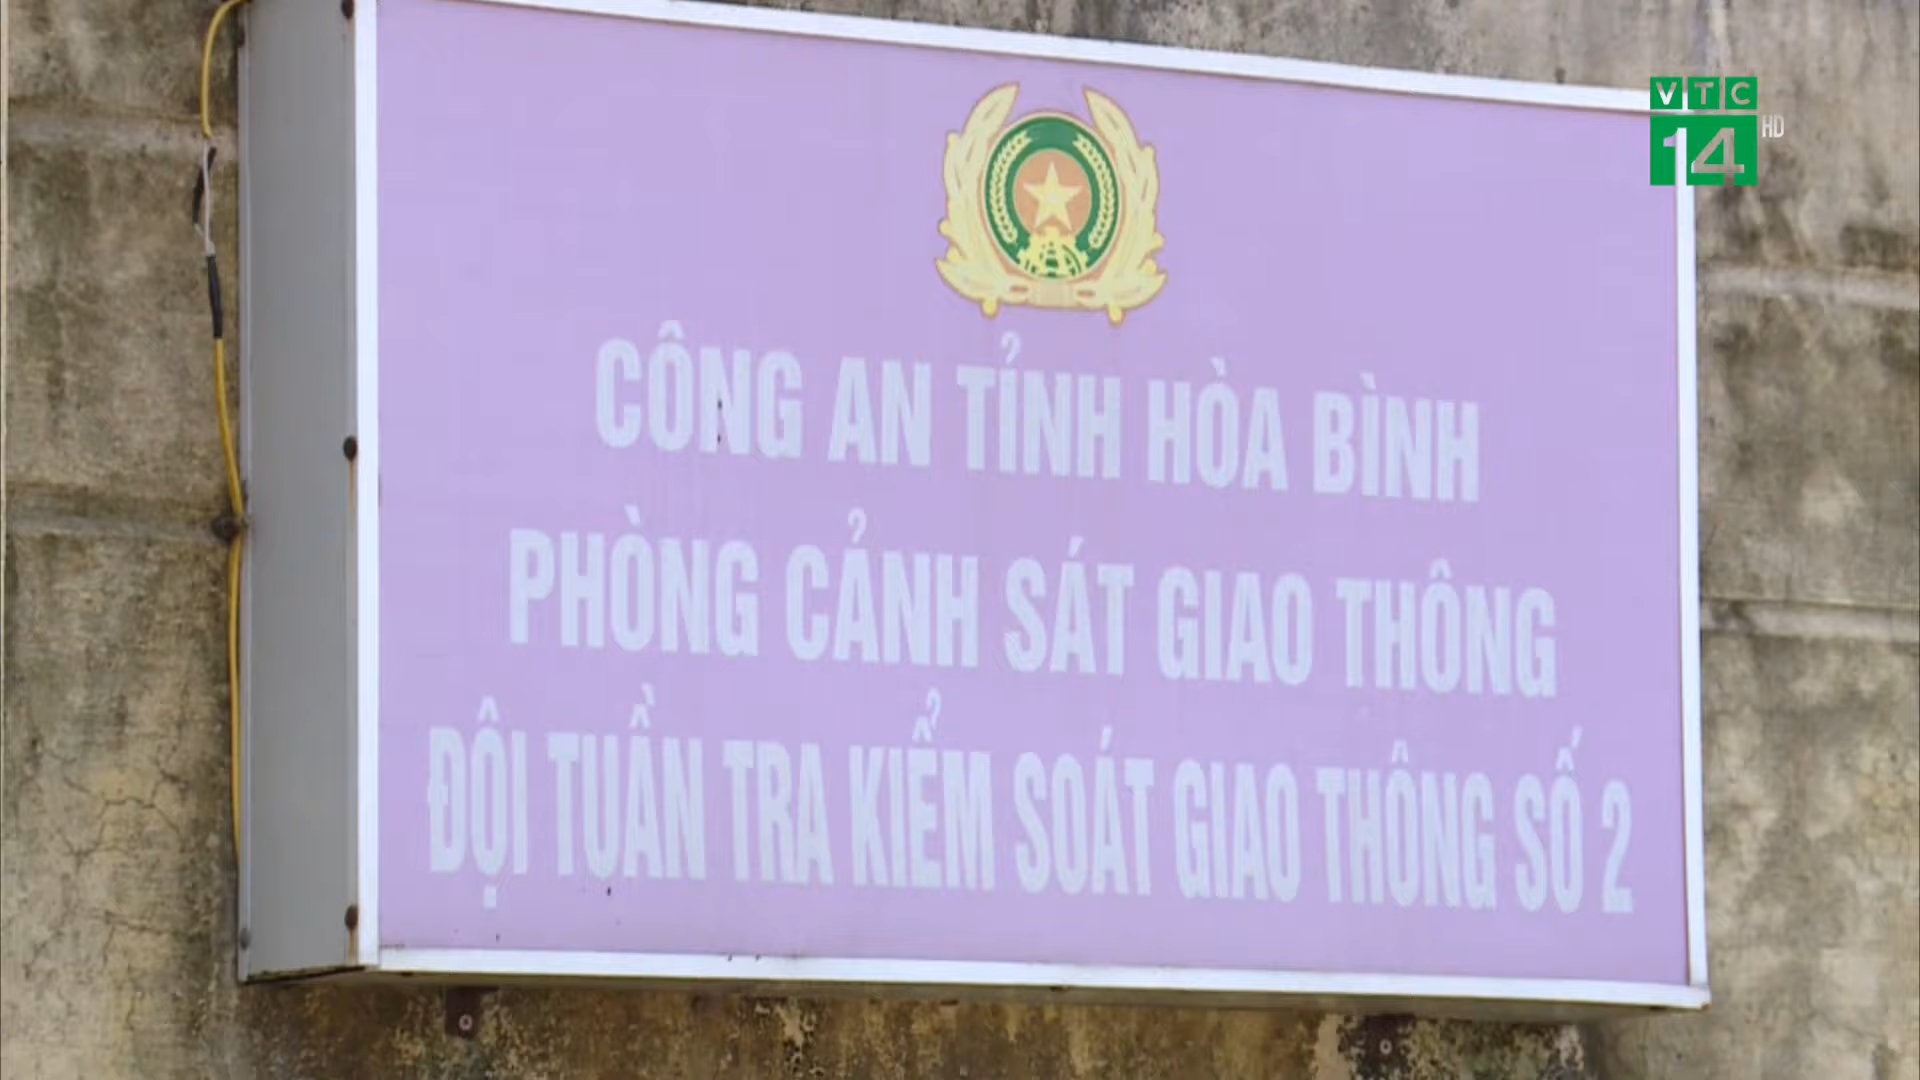 VTC
14 HD
CÔNG AN TỈNH HÒA BÌNH
PHÒNG CẢNH SÁT GIAO THÔNG
ĐỘI TUẦN TRA KIỂM SOÁT GIAO THÔNG SỐ 2